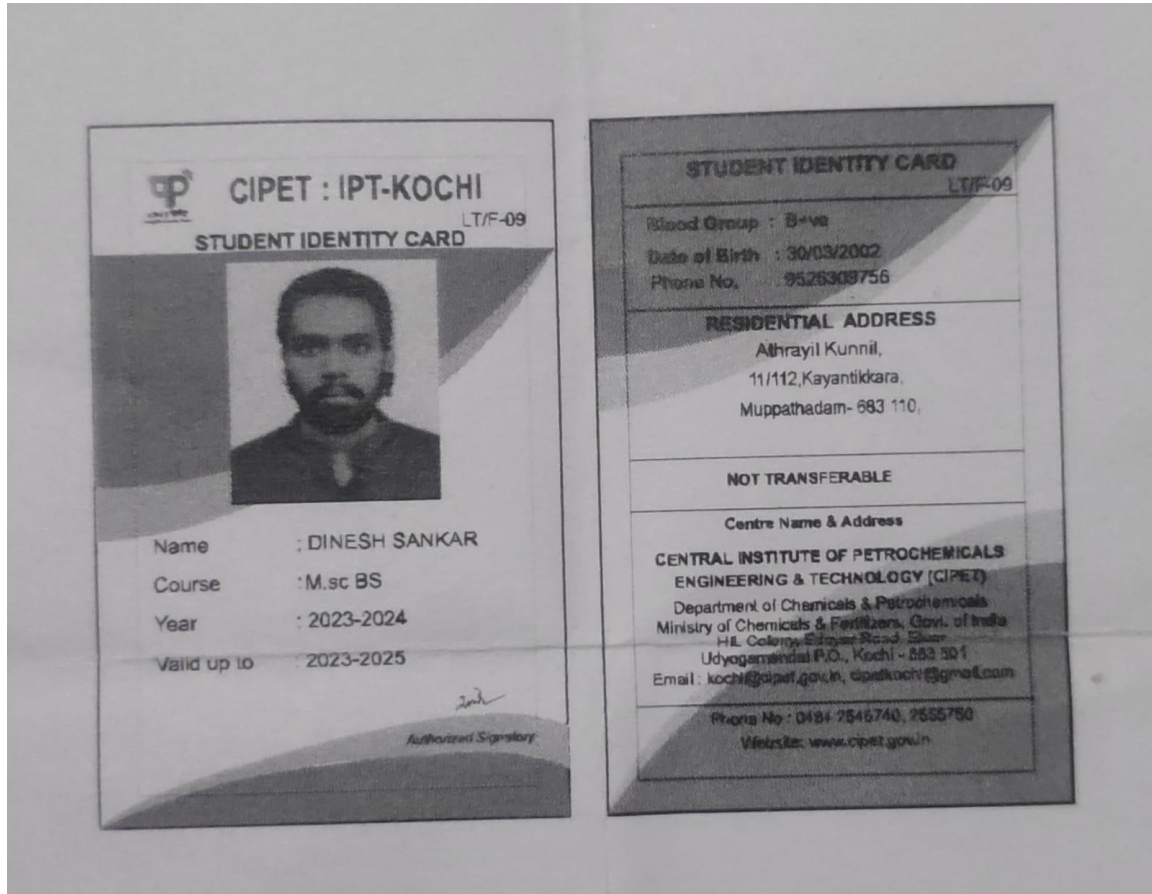 CIPET : IPT-KOCHI
LT/F-09
STUDENT IDENTITY CARD
Name : DINESH SANKAR
Course : M.sc BS
Year : 2023-2024
Valid up to : 2023-2025
Authorized Signatory
STUDENT IDENTITY CARD
LT/F-09
Blood Group : B+ve
Date of Birth : 30/03/2002
Phone No. : 9526309756
RESIDENTIAL ADDRESS
Athrayil Kunnil,
11/112,Kayantikkara,
Muppathadam- 683 110,
NOT TRANSFERABLE
Centre Name & Address
CENTRAL INSTITUTE OF PETROCHEMICALS
ENGINEERING & TECHNOLOGY (CIPET)
Department of Chemicals & Petrochemicals
Ministry of Chemicals & Fertilizers, Govt. of India
HIL Colony, Edayar Road,
Udyogamandal P.O., Kochi - 683 501
Email : kochi@cipet.gov.in, cipetkochi@gmail.com
Phone No : 0484 2546740, 2555750
Website: www.cipet.gov.in